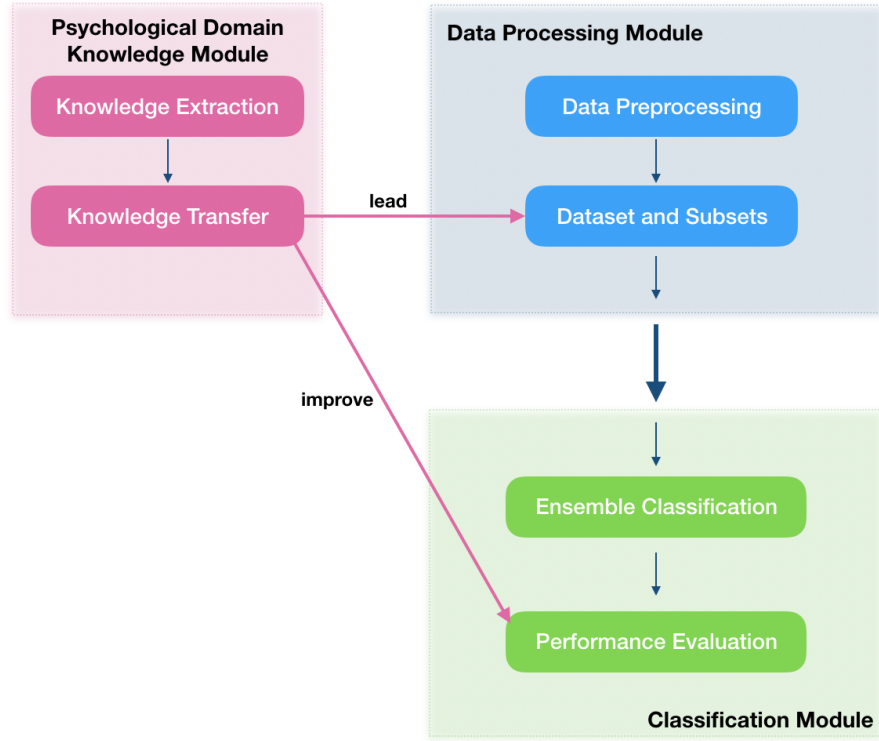 Psychological Domain
Knowledge Module
Knowledge Extraction
Knowledge Transfer
lead
improve
Data Processing Module
Data Preprocessing
Dataset and Subsets
Ensemble Classification
Performance Evaluation
Classification Module